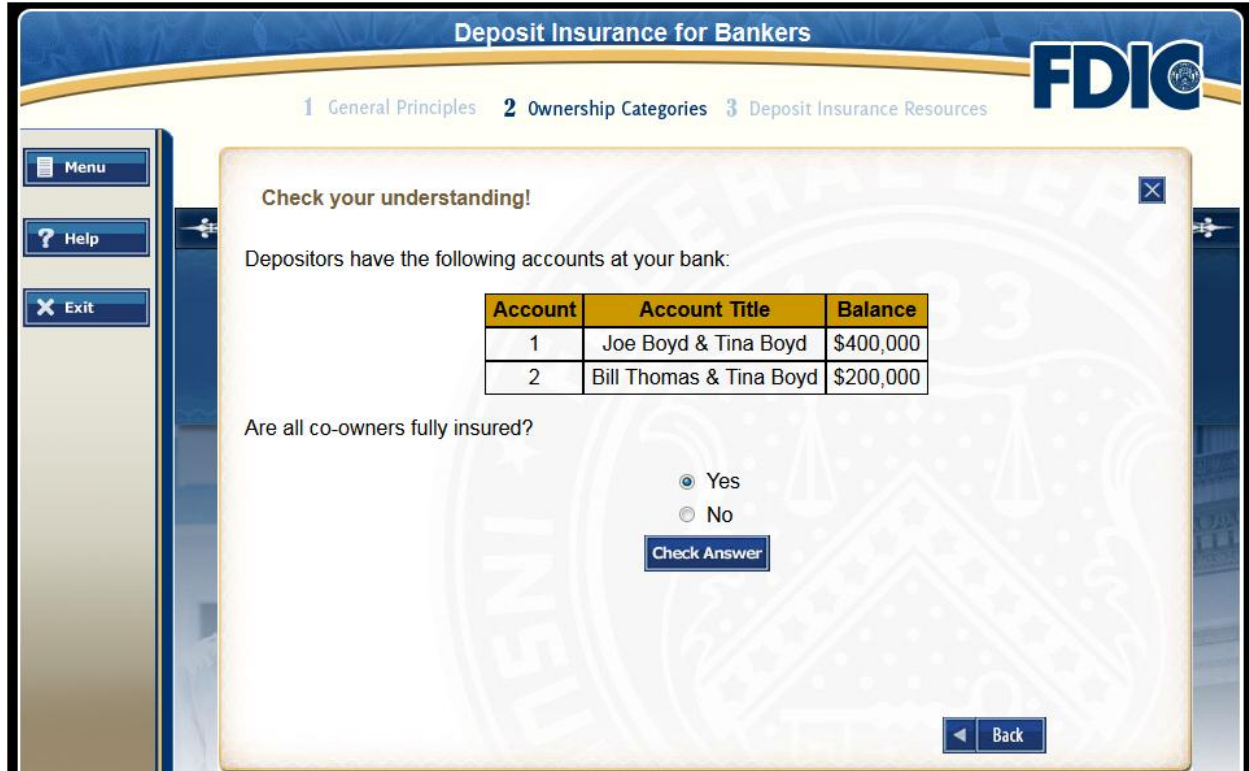 Deposit Insurance for Bankers
FDIC
1 General Principles 2 Ownership Categories 3 Deposit Insurance Resources
Menu
? Help
X Exit
Check your understanding!
Depositors have the following accounts at your bank:
Account Account Title Balance
1 Joe Boyd & Tina Boyd $400,000
2 Bill Thomas & Tina Boyd $200,000
Are all co-owners fully insured?
Yes
No
Check Answer
Back